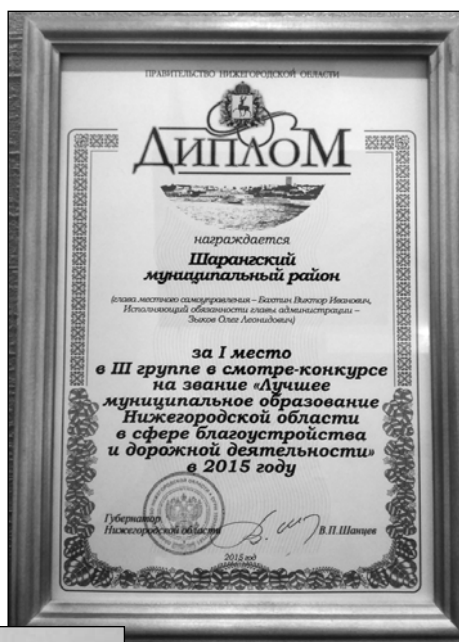 ПРАВИТЕЛЬСТВО НИЖЕГОРОДСКОЙ ОБЛАСТИ
ДИПЛОМ
награждается
Шарангский
муниципальный район
(глава местного самоуправления – Бахтин Виктор Иванович,
Исполняющий обязанности главы администрации –
Зыков Олег Леонидович)
за I место
в III группе в смотре-конкурсе
на звание «Лучшее
муниципальное образование
Нижегородской области
в сфере благоустройства
и дорожной деятельности»
в 2015 году
Губернатор
Нижегородской области
В.П.Шанцев
2015 год